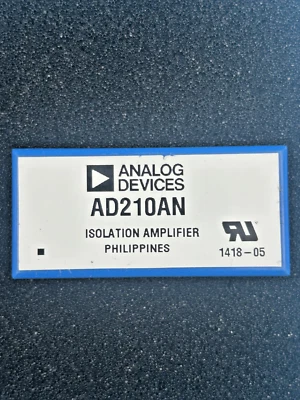 ANALOG
DEVICES
AD210AN
ISOLATION AMPLIFIER
PHILIPPINES
1418-05